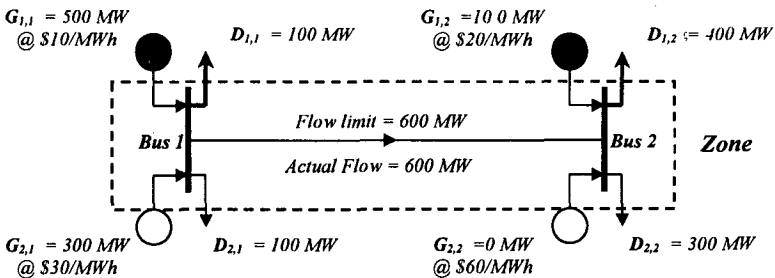 G1,1 = 500 MW
@ $10/MWh
D1,1 = 100 MW
G1,2 =10 0 MW
@ $20/MWh
D1,2 = 400 MW
Flow limit = 600 MW
Bus 1
Bus 2
Zone
Actual Flow = 600 MW
G2,1 = 300 MW
@ $30/MWh
D2,1 = 100 MW
G2,2 =0 MW
@ $60/MWh
D2,2 = 300 MW